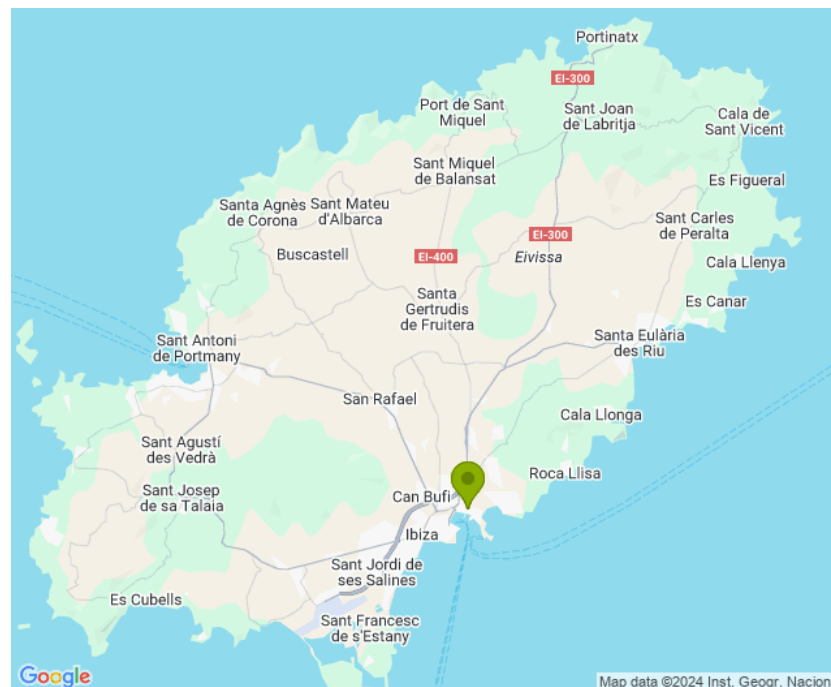 Portinatx
EI-300
Port de Sant
Miquel
Sant Joan
de Labritja
Cala de
Sant Vicent
Sant Miquel
de Balansat
Es Figueral
Santa Agnès
de Corona
Sant Mateu
d'Albarca
Sant Carles
de Peralta
EI-300
Buscastell
EI-400
Eivissa
Cala Llenya
Santa
Gertrudis
de Fruitera
Es Canar
Sant Antoni
de Portmany
Santa Eulària
des Riu
San Rafael
Cala Llonga
Sant Agustí
des Vedrà
Roca Llisa
Sant Josep
de sa Talaia
Can Bufí
Ibiza
Sant Jordi de
ses Salines
Es Cubells
Sant Francesc
de s'Estany
Google
Map data ©2024 Inst. Geogr. Nacion